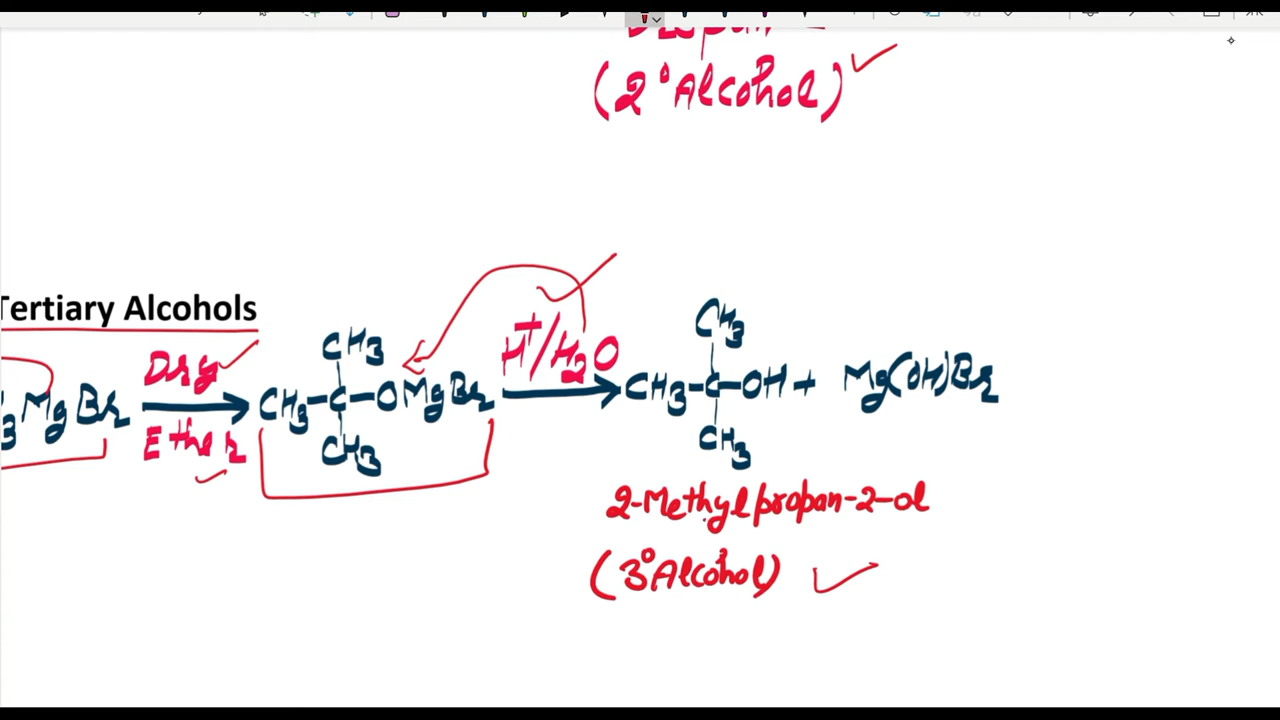 (2°Alcohol)
Tertiary Alcohols
CH3 CH3
Dry H+/H2O
3MgBr CH3-C-OMgBr CH3-C-OH + Mg(OH)Br
Ether CH3 CH3
2-Methylpropan-2-ol
(3°Alcohol)